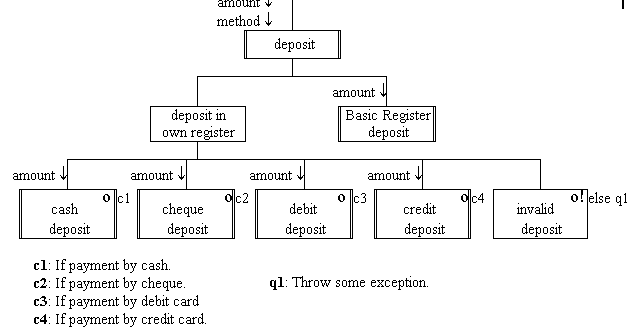 amount ↓
method ↓
deposit
amount ↓
deposit in
own register
Basic Register
deposit
amount ↓
amount ↓
amount ↓
amount ↓
o c1
cash
deposit
o c2
cheque
deposit
o c3
debit
deposit
o c4
credit
deposit
o! else q1
invalid
deposit
c1: If payment by cash.
c2: If payment by cheque.
c3: If payment by debit card
c4: If payment by credit card.
q1: Throw some exception.